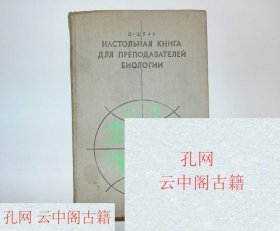 Д. ШВАБ
НАСТОЛЬНАЯ КНИГА
ДЛЯ ПРЕПОДАВАТЕЛЕЙ
БИОЛОГИИ
孔网
云中阁古籍
孔网 云中阁古籍